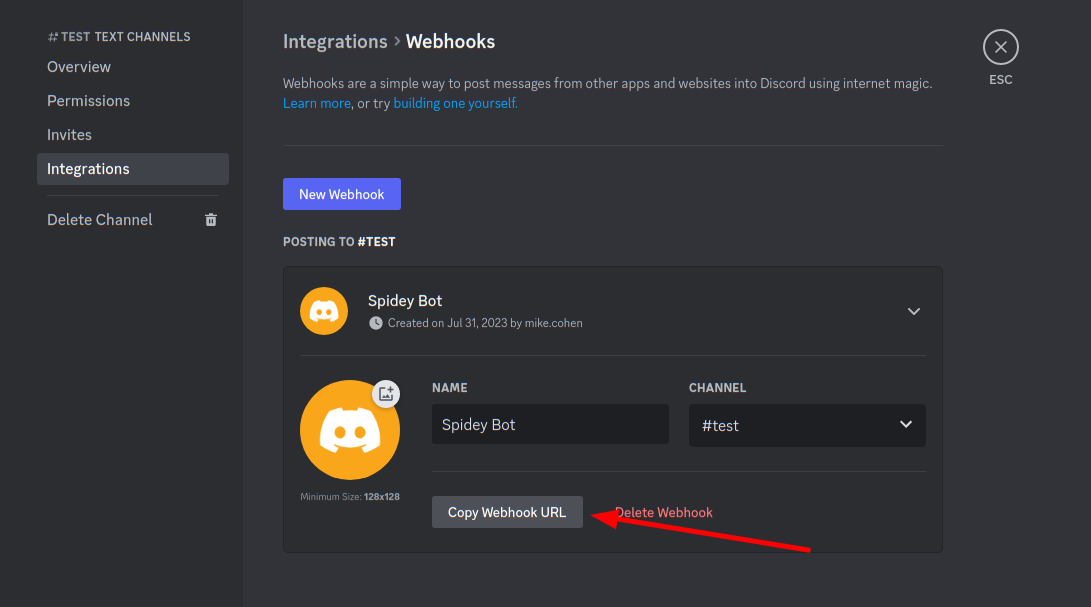 TEST TEXT CHANNELS
Overview
Permissions
Invites
Integrations
Delete Channel
Integrations > Webhooks
ESC
Webhooks are a simple way to post messages from other apps and websites into Discord using internet magic.
Learn more, or try building one yourself.
New Webhook
POSTING TO #TEST
Spidey Bot
Created on Jul 31, 2023 by mike.cohen
NAME
CHANNEL
Spidey Bot
#test
Minimum Size: 128x128
Copy Webhook URL
Delete Webhook